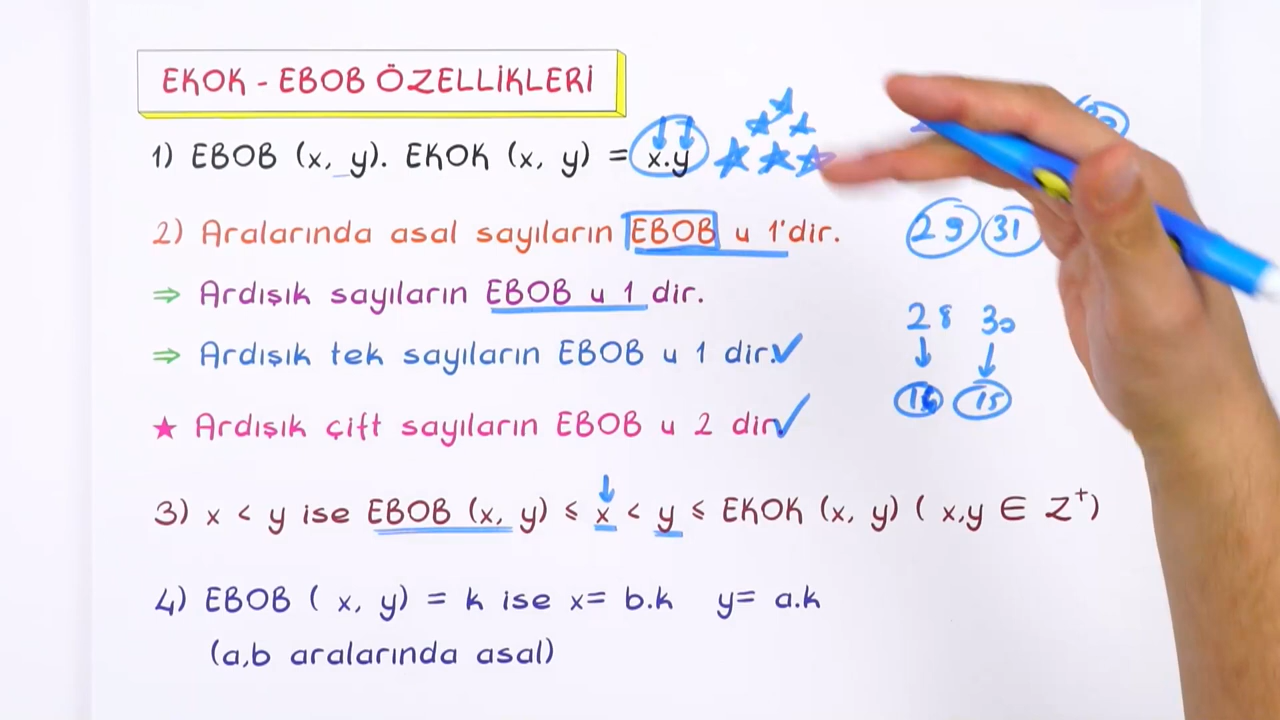 EKOK - EBOB ÖZELLİKLERİ
1) EBOB (x, y). EKOK (x, y) = x.y
2) Aralarında asal sayıların EBOB u 1'dir.
29 31
⇒ Ardışık sayıların EBOB u 1 dir.
28 30
⇒ Ardışık tek sayıların EBOB u 1 dir.
15
★ Ardışık çift sayıların EBOB u 2 dir
3) x < y ise EBOB (x, y) ≤ x < y ≤ EKOK (x, y) ( x,y ∈ Z⁺)
4) EBOB ( x, y) = k ise x= b.k y= a.k
(a,b aralarında asal)